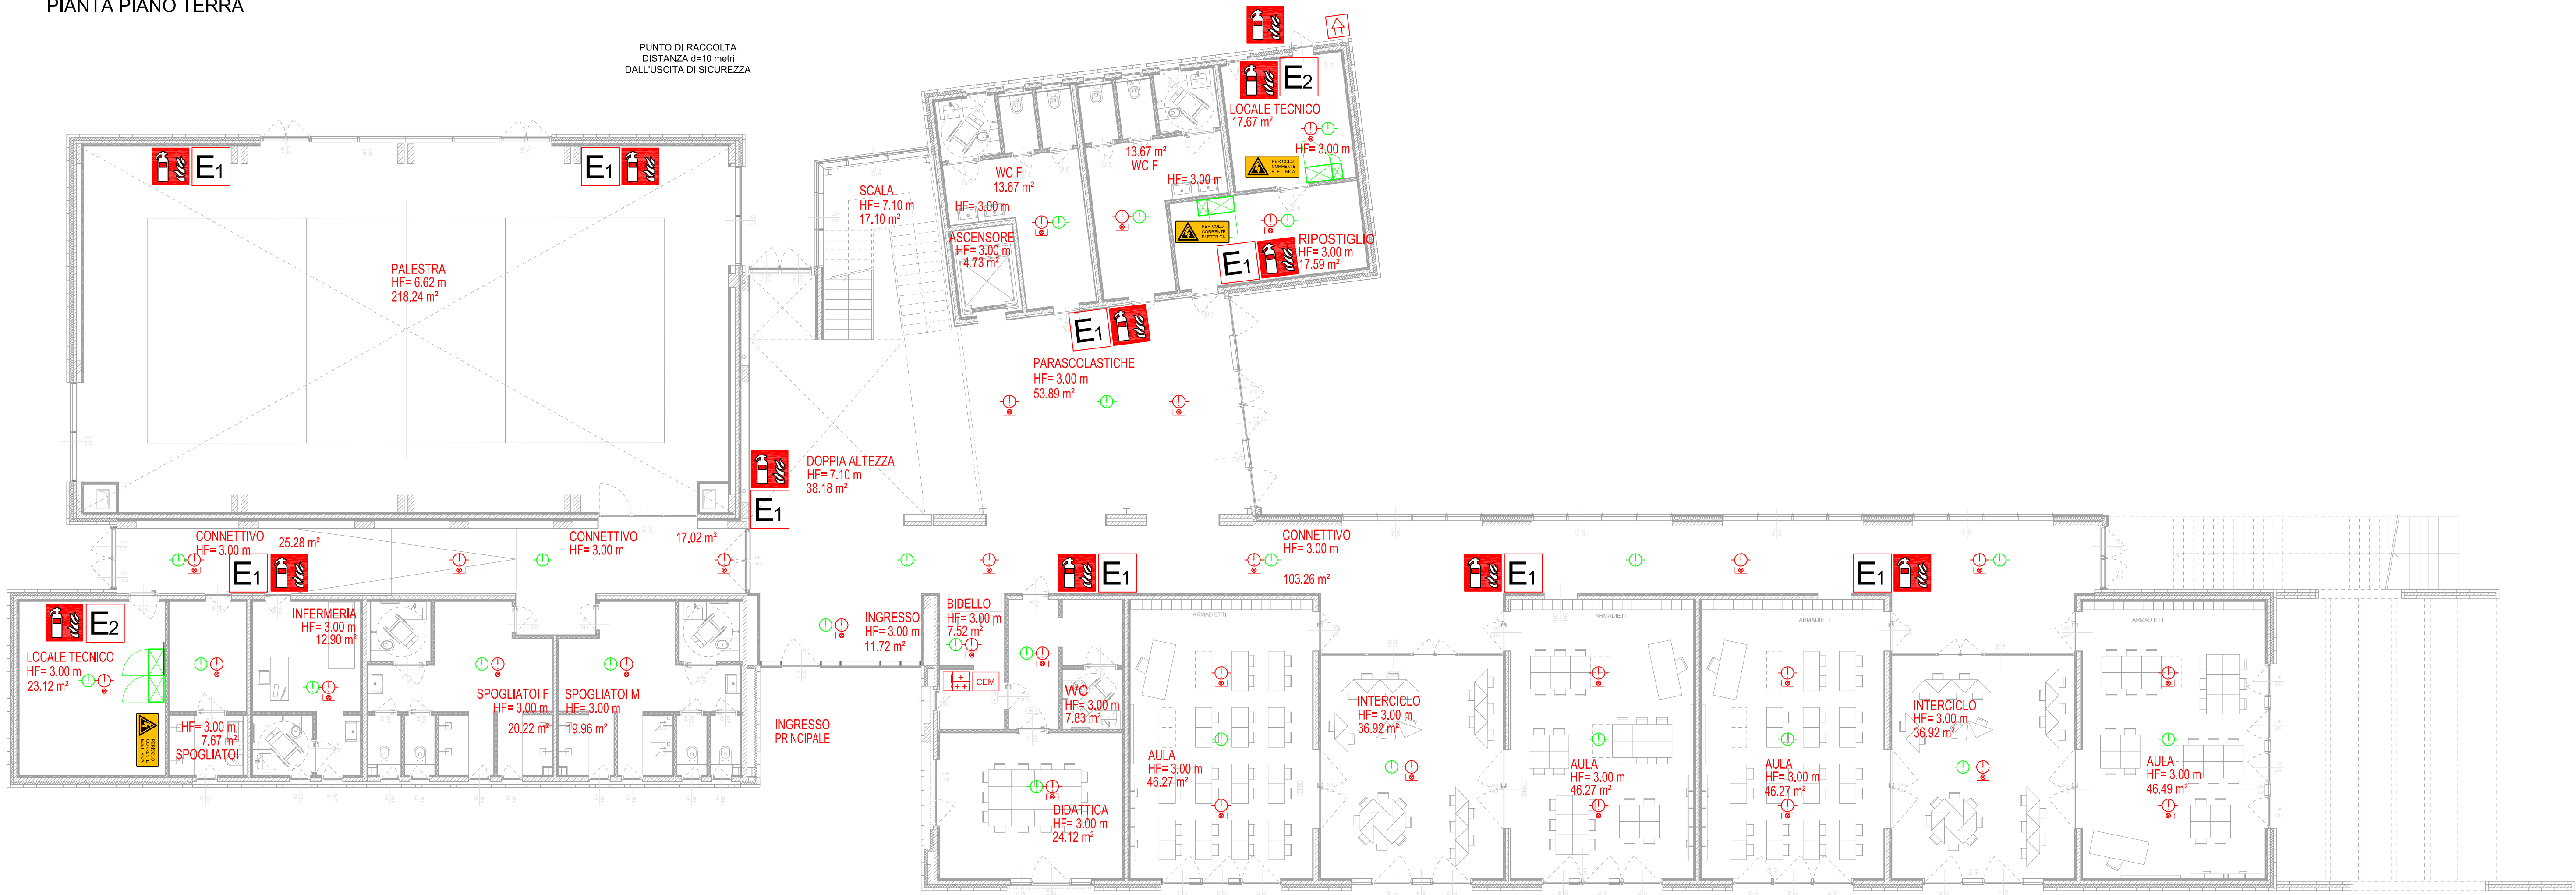 PIANTA PIANO TERRA
PUNTO DI RACCOLTA
DISTANZA d=10 metri
DALL'USCITA DI SICUREZZA
E1
E1
PALESTRA
HF= 6.62 m
218.24 m²
SCALA
HF= 7.10 m
17.10 m²
WC F
13.67 m²
HF= 3.00 m
ASCENSORE
HF= 3.00 m
4.73 m²
13.67 m²
WC F
HF= 3.00 m
E2
LOCALE TECNICO
17.67 m²
HF= 3.00 m
PERICOLO
CORRENTE
ELETTRICA
PERICOLO
CORRENTE
ELETTRICA
E1
RIPOSTIGLIO
HF= 3.00 m
17.59 m²
E1
PARASCOLASTICHE
HF= 3.00 m
53.89 m²
DOPPIA ALTEZZA
HF= 7.10 m
38.18 m²
E1
CONNETTIVO
HF= 3.00 m
25.28 m²
E1
CONNETTIVO
HF= 3.00 m
17.02 m²
E1
CONNETTIVO
HF= 3.00 m
103.26 m²
E1
E1
E2
LOCALE TECNICO
HF= 3.00 m
23.12 m²
PERICOLO
CORRENTE
ELETTRICA
HF= 3.00 m
7.67 m²
SPOGLIATOI
INFERMERIA
HF= 3.00 m
12.90 m²
SPOGLIATOI F
HF= 3.00 m
20.22 m²
SPOGLIATOI M
HF= 3.00 m
19.96 m²
INGRESSO
HF= 3.00 m
11.72 m²
INGRESSO
PRINCIPALE
BIDELLO
HF= 3.00 m
7.52 m²
CEM
WC
HF= 3.00 m
7.83 m²
DIDATTICA
HF= 3.00 m
24.12 m²
ARMADIETTI
AULA
HF= 3.00 m
46.27 m²
INTERCICLO
HF= 3.00 m
36.92 m²
ARMADIETTI
AULA
HF= 3.00 m
46.27 m²
ARMADIETTI
AULA
HF= 3.00 m
46.27 m²
INTERCICLO
HF= 3.00 m
36.92 m²
ARMADIETTI
AULA
HF= 3.00 m
46.49 m²